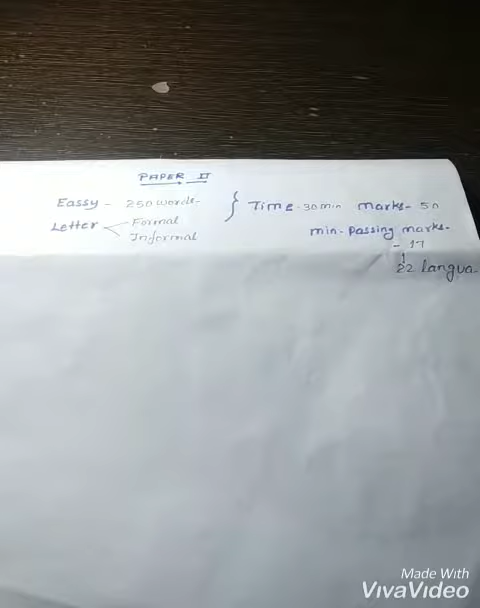 PAPER II
Eassy - 250 words-
Letter Formal
Informal
} Time - 30 min marks - 50
min - Passing marks -
- 17
22 langua
Made With
VivaVideo